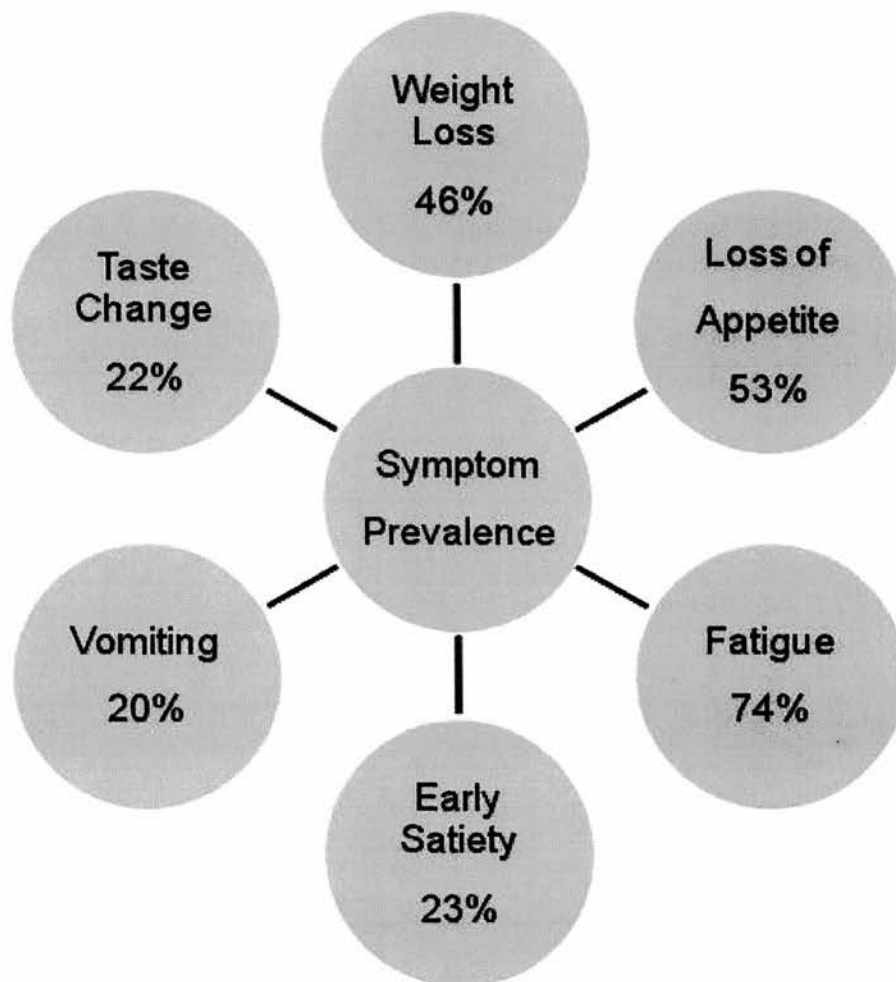 Weight
Loss
46%
Loss of
Appetite
53%
Fatigue
74%
Early
Satiety
23%
Vomiting
20%
Taste
Change
22%
Symptom
Prevalence